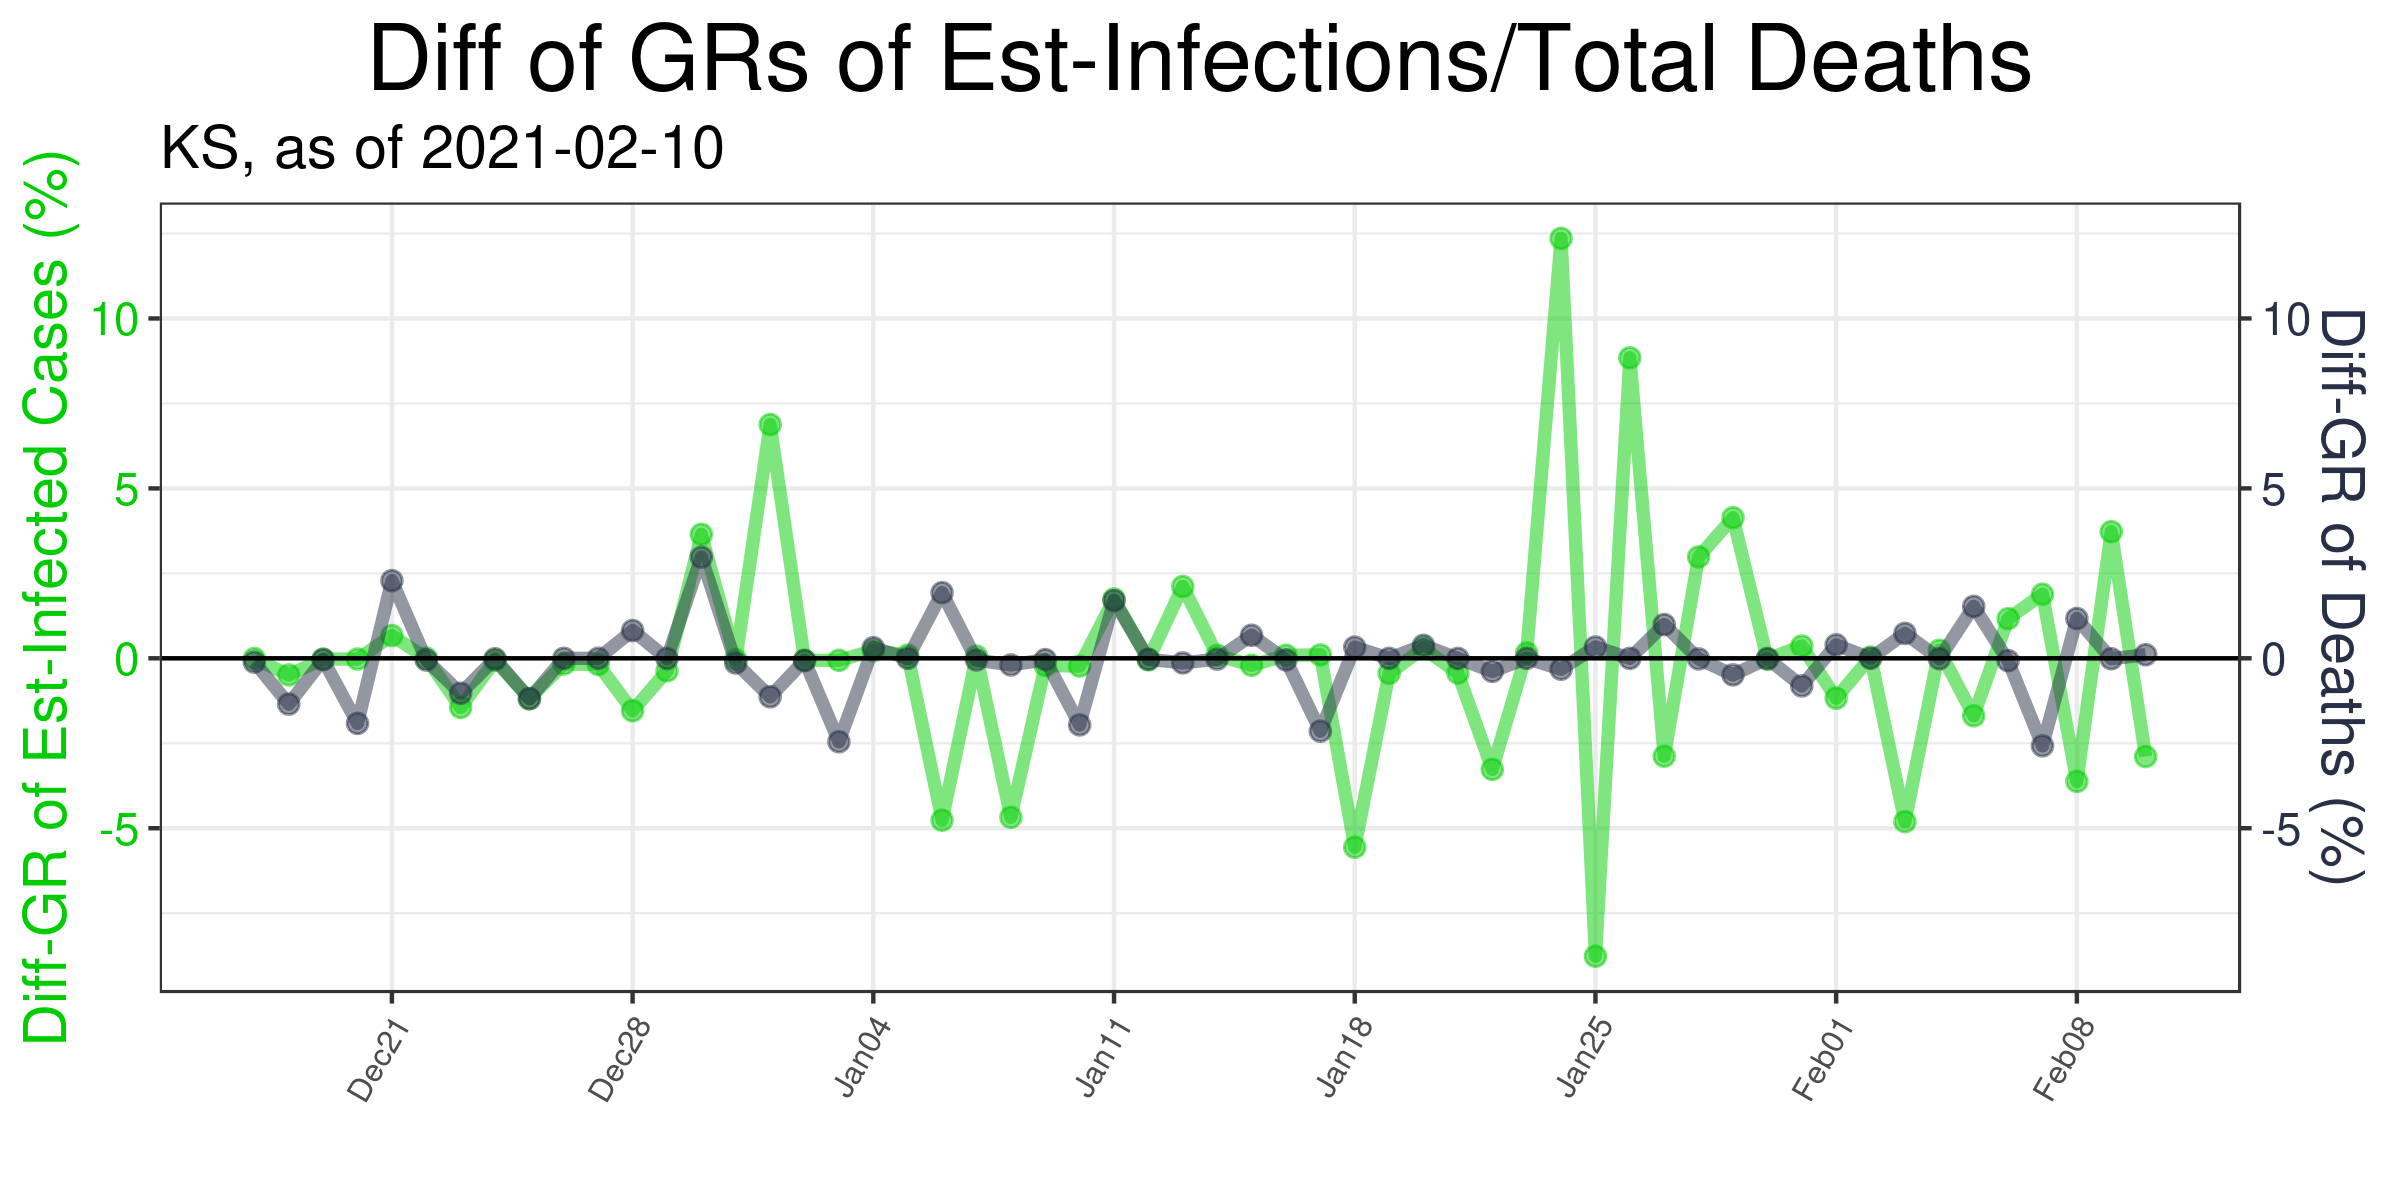 Diff of GRs of Est-Infections/Total Deaths
KS, as of 2021-02-10
Diff-GR of Est-Infected Cases (%)
10
5
0
-5
10
5
0
-5
Diff-GR of Deaths (%)
Dec21
Dec28
Jan04
Jan11
Jan18
Jan25
Feb01
Feb08